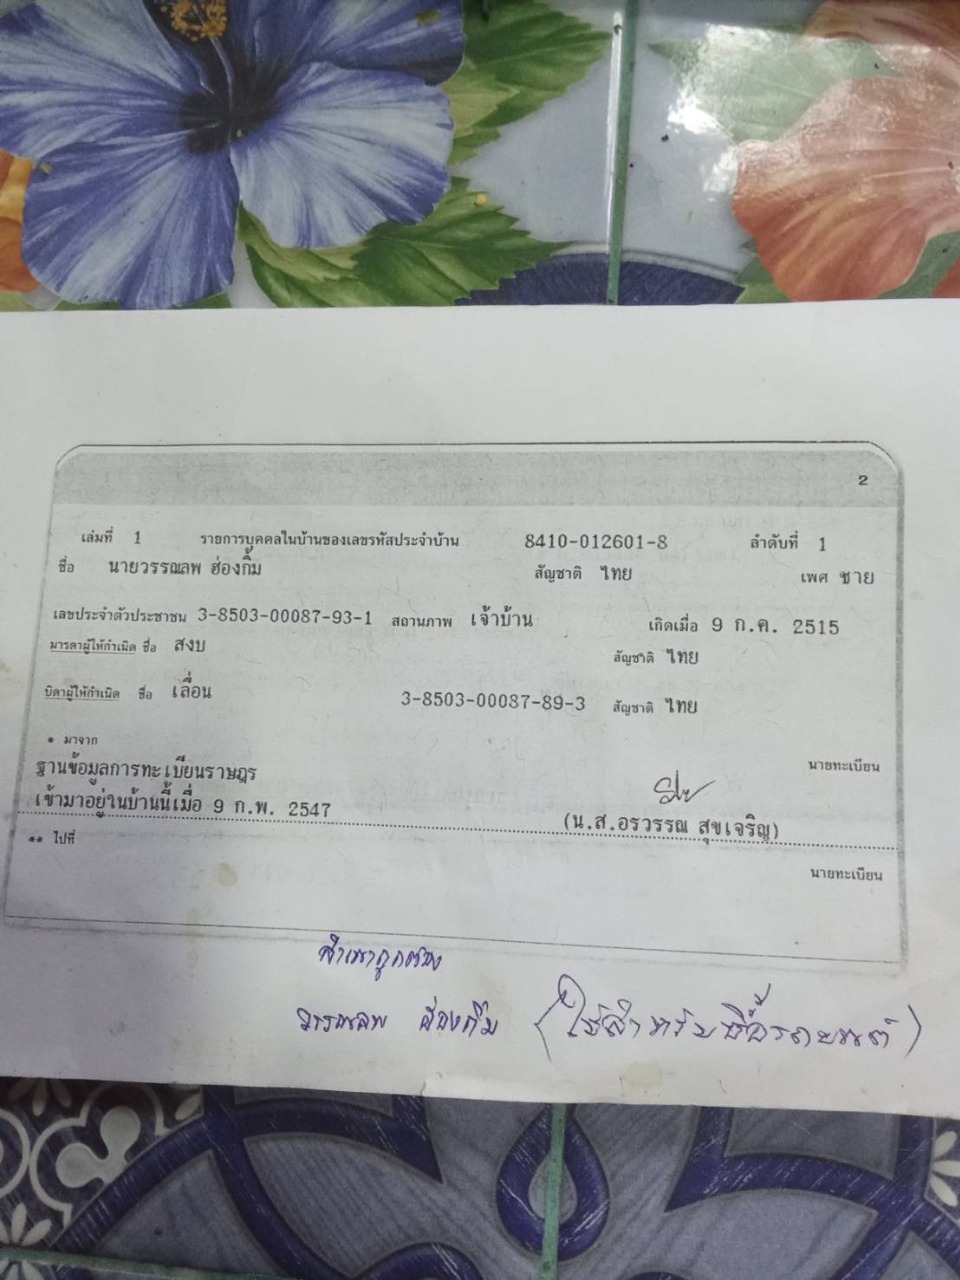 2
เล่มที่ 1 รายการบุคคลในบ้านของเลขรหัสประจำบ้าน 8410-012601-8 ลำดับที่ 1
ชื่อ นายวรรณลพ ฮ่องกิ้ม สัญชาติ ไทย เพศ ชาย
เลขประจำตัวประชาชน 3-8503-00087-93-1 สถานภาพ เจ้าบ้าน เกิดเมื่อ 9 ก.ค. 2515
มารดาผู้ให้กำเนิด ชื่อ สงบ สัญชาติ ไทย
บิดาผู้ให้กำเนิด ชื่อ เลื่อน 3-8503-00087-89-3 สัญชาติ ไทย
* มาจาก นายทะเบียน
ฐานข้อมูลการทะเบียนราษฎร
เข้ามาอยู่ในบ้านนี้เมื่อ 9 ก.พ. 2547 (น.ส.อรวรรณ สุขเจริญ)
** ไปที่ นายทะเบียน
สำเนาถูกต้อง
วรรณลพ ฮ่องกิ้ม (ใช้สำหรับซื้อรถยนต์)